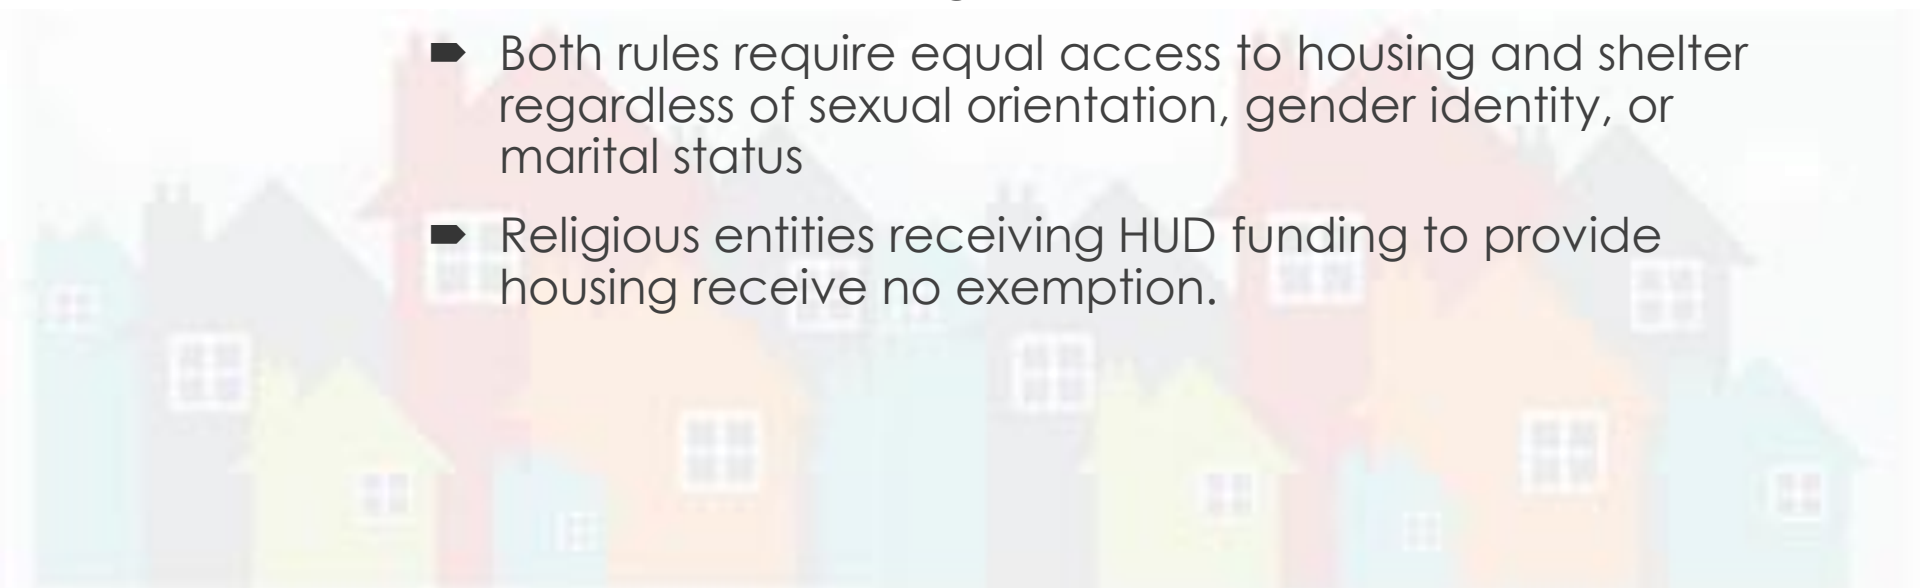 Both rules require equal access to housing and shelter
regardless of sexual orientation, gender identity, or
marital status
Religious entities receiving HUD funding to provide
housing receive no exemption.